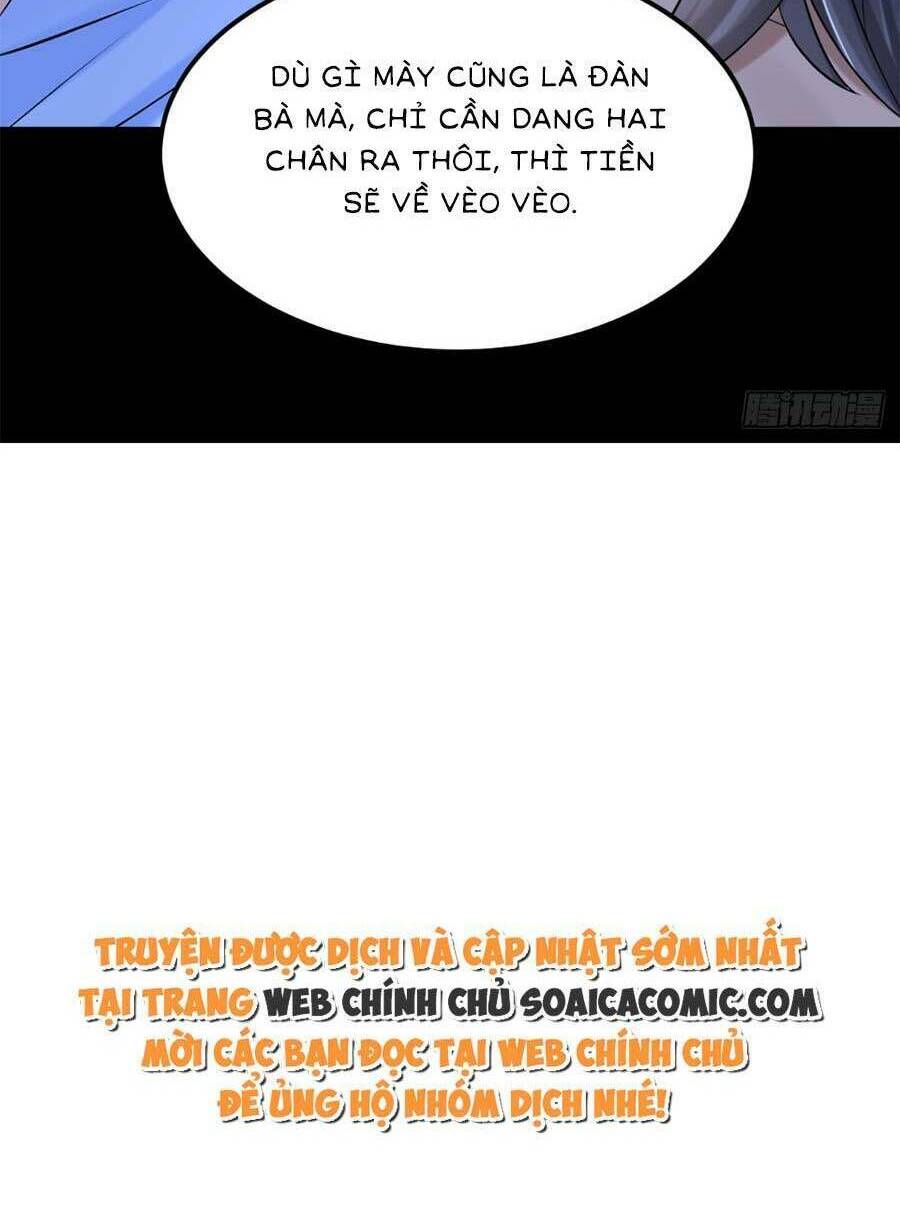 DÙ GÌ MÀY CŨNG LÀ ĐÀN
BÀ MÀ, CHỈ CẦN DANG HAI
CHÂN RA THÔI, THÌ TIỀN
SẼ VỀ VÈO VÈO.
腾讯动漫
TRUYỆN ĐƯỢC DỊCH VÀ CẬP NHẬT SỚM NHẤT
TẠI TRANG WEB CHÍNH CHỦ SOAICACOMIC.COM
MỜI CÁC BẠN ĐỌC TẠI WEB CHÍNH CHỦ
ĐỂ ỦNG HỘ NHÓM DỊCH NHÉ!